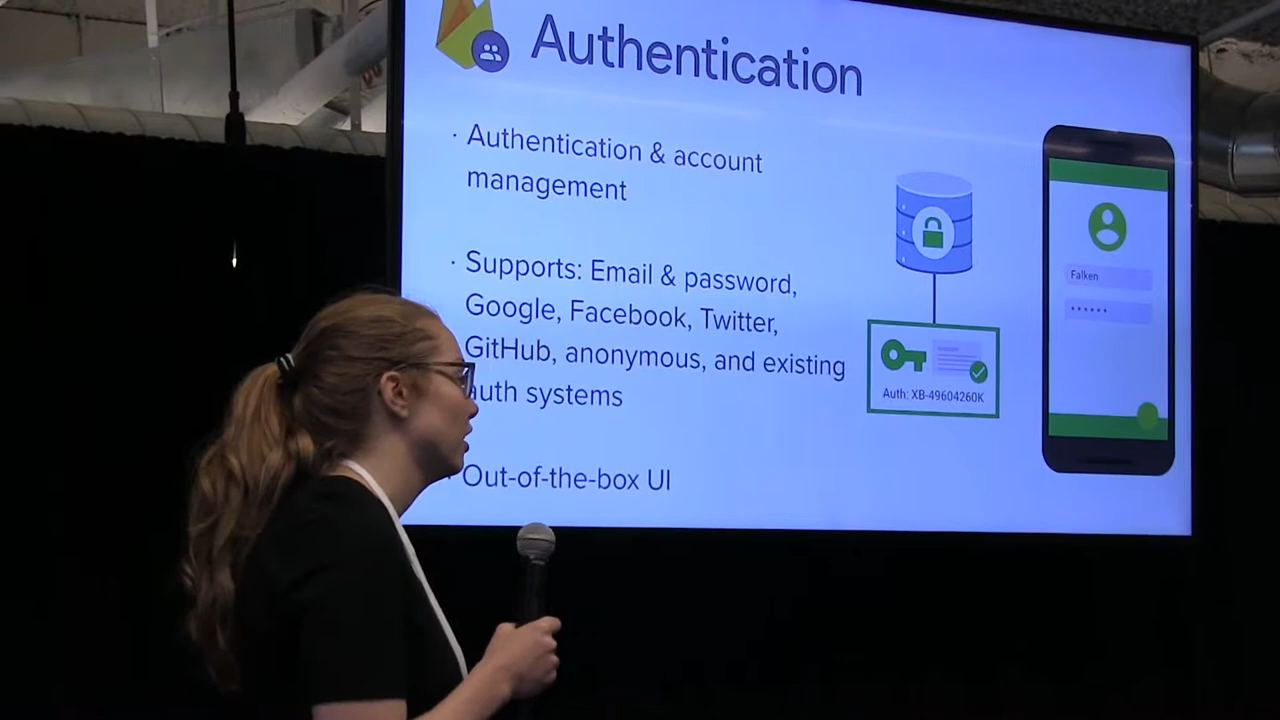 Authentication
· Authentication & account
management
· Supports: Email & password,
Google, Facebook, Twitter,
GitHub, anonymous, and existing
auth systems
Out-of-the-box UI
Auth: XB-49604260K
Falken
••••••